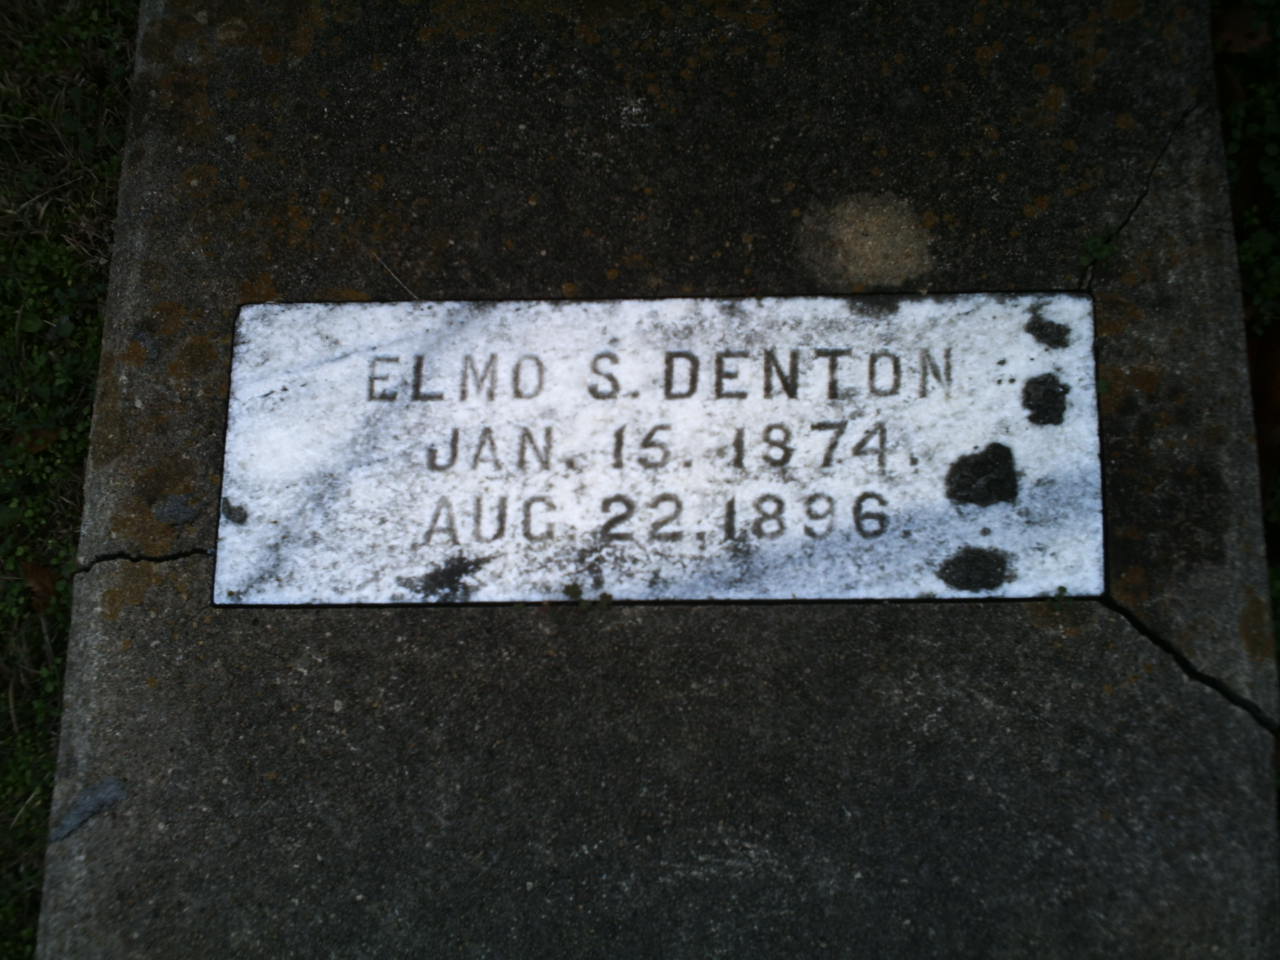 ELMO S. DENTON
JAN. 15. 1874.
AUG. 22, 1896